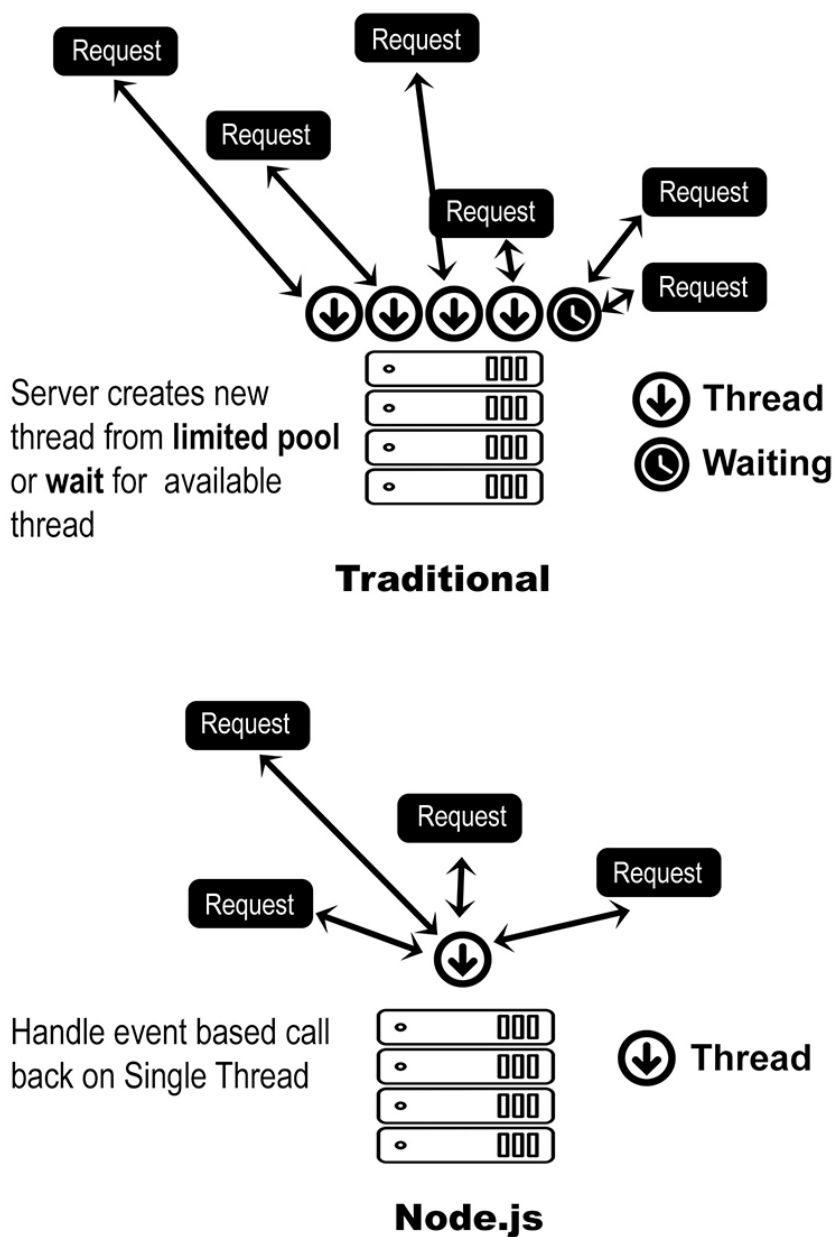 Request
Request
Request
Request
Request
Request
Server creates new
thread from limited pool
or wait for available
thread
Thread
Waiting
Traditional
Request
Request
Request
Request
Handle event based call
back on Single Thread
Thread
Node.js